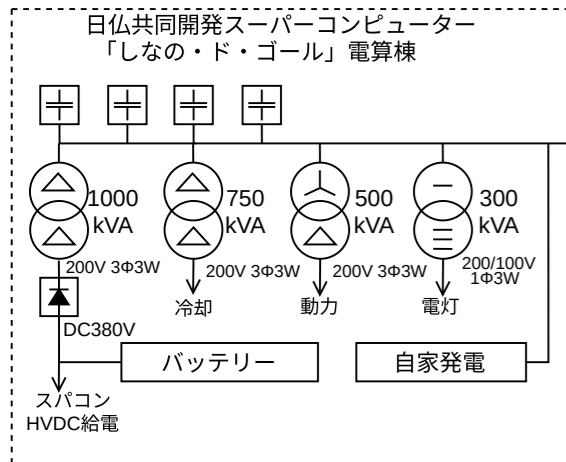 日仏共同開発スーパーコンピューター
「しなの・ド・ゴール」電算棟
1000
kVA
750
kVA
500
kVA
300
kVA
200V 3Φ3W
200V 3Φ3W
200V 3Φ3W
200/100V
1Φ3W
冷却
動力
電灯
DC380V
バッテリー
自家発電
スパコン
HVDC給電